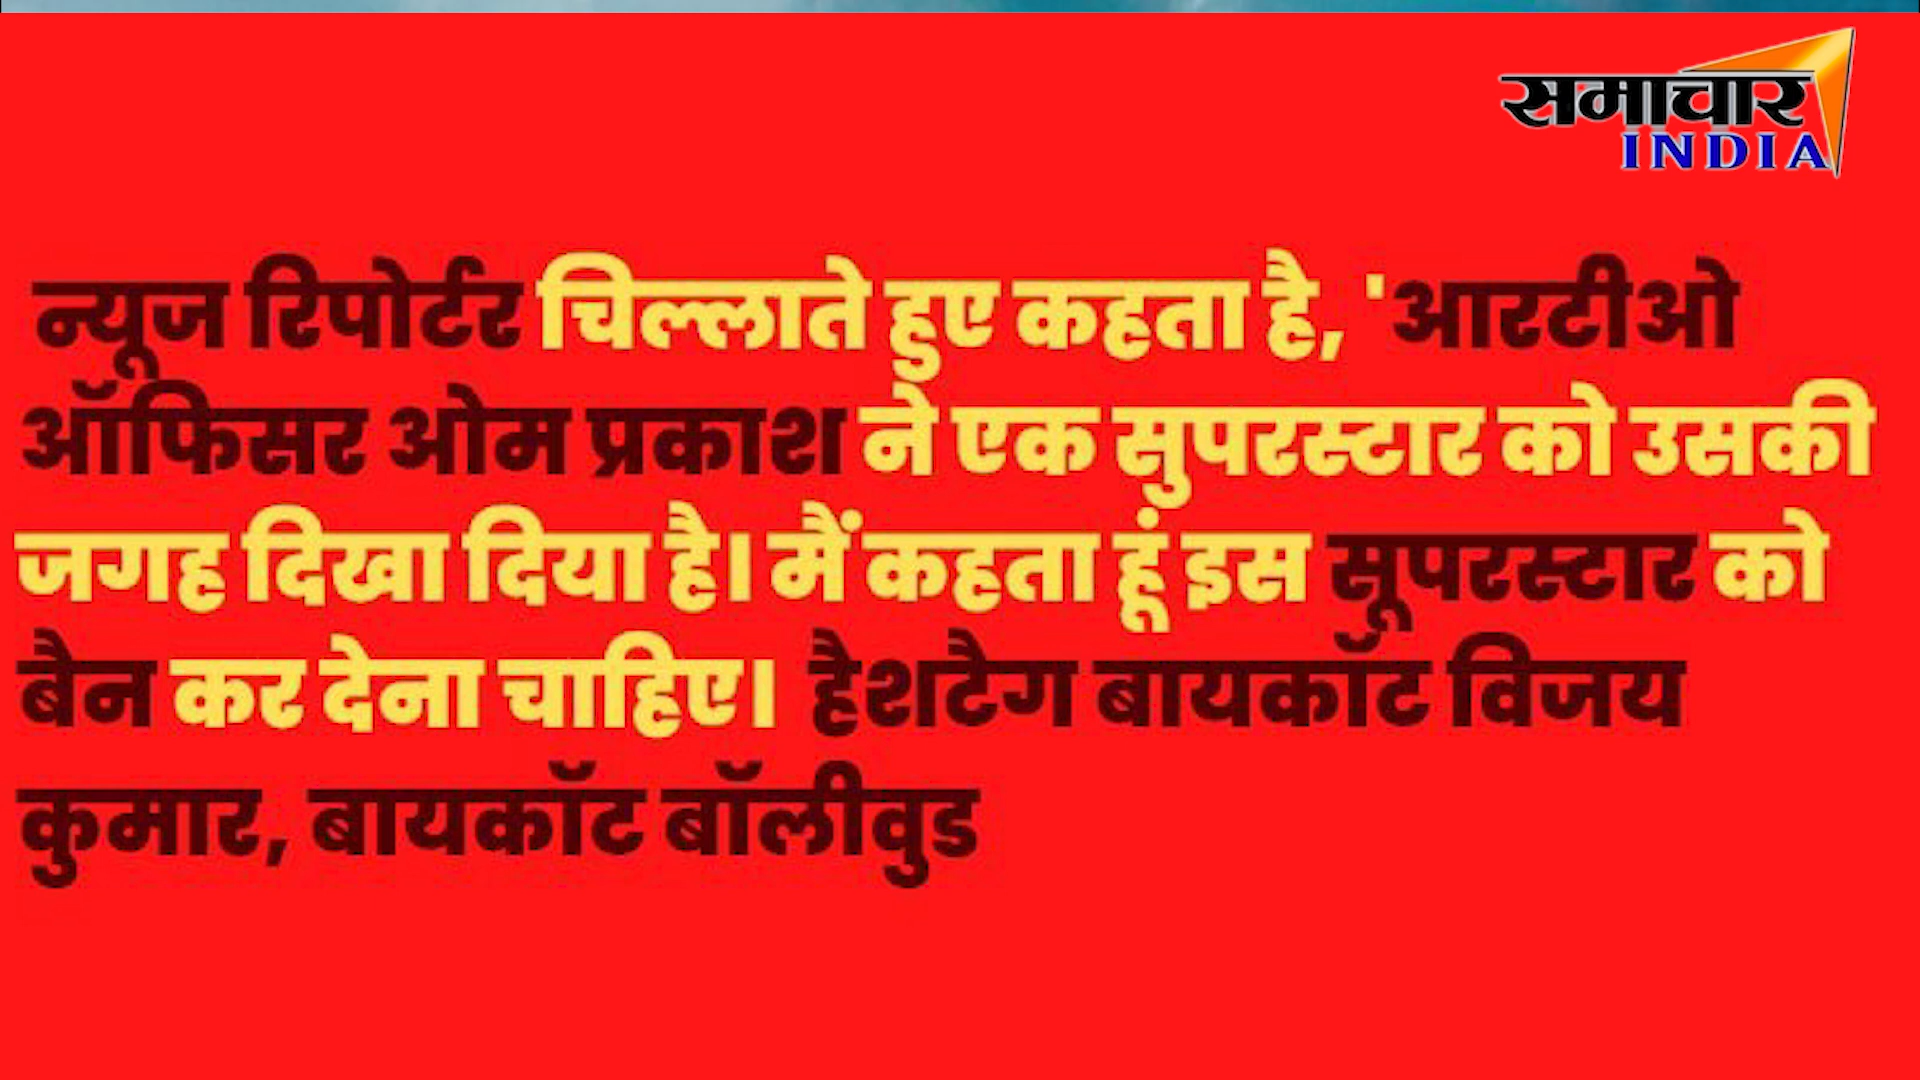 समाचार
INDIA
न्यूज रिपोर्टर चिल्लाते हुए कहता है, 'आरटीओ
ऑफिसर ओम प्रकाश ने एक सुपरस्टार को उसकी
जगह दिखा दिया है। मैं कहता हूं इस सूपरस्टार को
बैन कर देना चाहिए। हैशटैग बायकॉट विजय
कुमार, बायकॉट बॉलीवुड